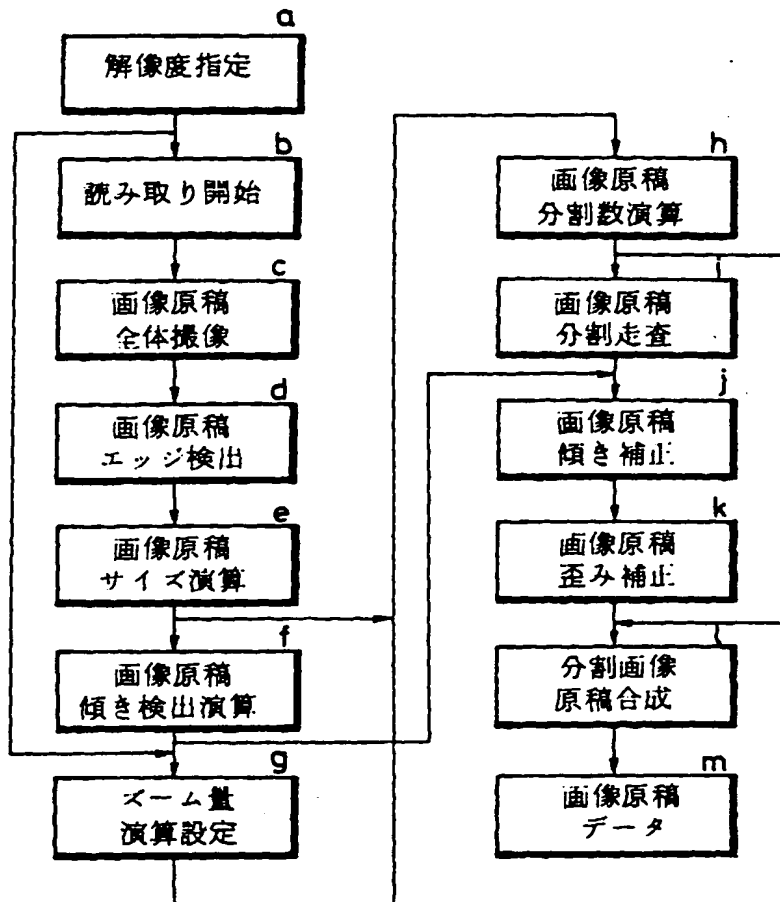 a
解像度指定
b
読み取り開始
c
画像原稿
全体撮像
d
画像原稿
エッジ検出
e
画像原稿
サイズ演算
f
画像原稿
傾き検出演算
g
ズーム量
演算設定
h
画像原稿
分割数演算
i
画像原稿
分割走査
j
画像原稿
傾き補正
k
画像原稿
歪み補正
l
分割画像
原稿合成
m
画像原稿
データ